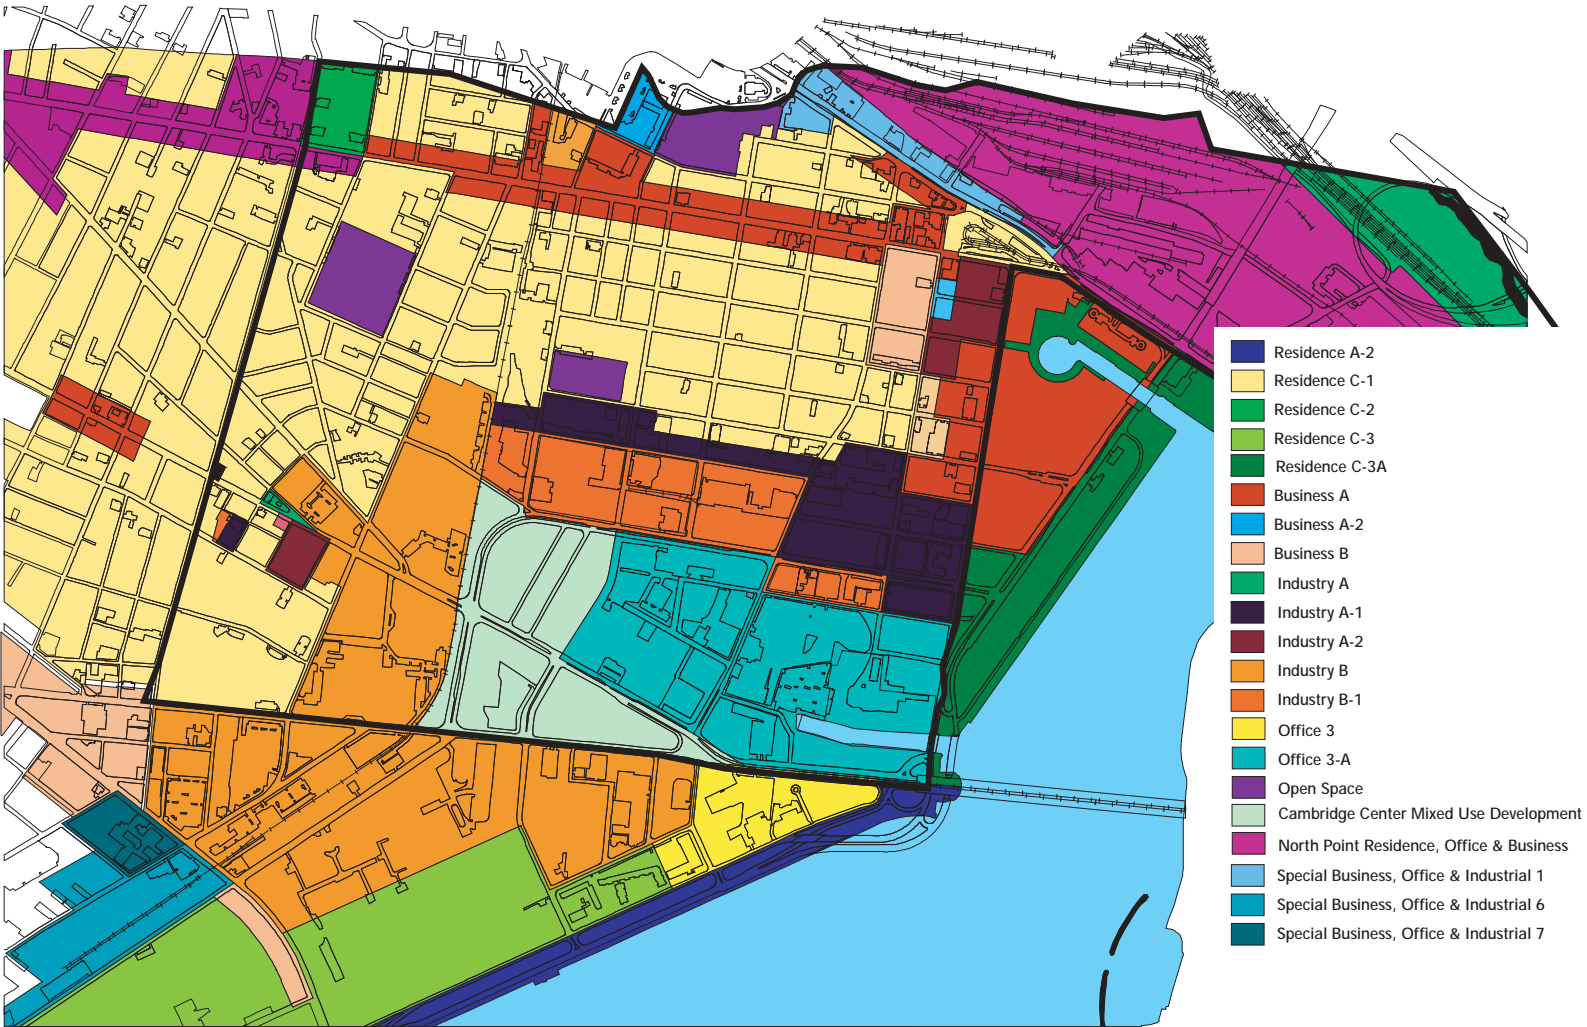 Residence A-2
Residence C-1
Residence C-2
Residence C-3
Residence C-3A
Business A
Business A-2
Business B
Industry A
Industry A-1
Industry A-2
Industry B
Industry B-1
Office 3
Office 3-A
Open Space
Cambridge Center Mixed Use Development
North Point Residence, Office & Business
Special Business, Office & Industrial 1
Special Business, Office & Industrial 6
Special Business, Office & Industrial 7